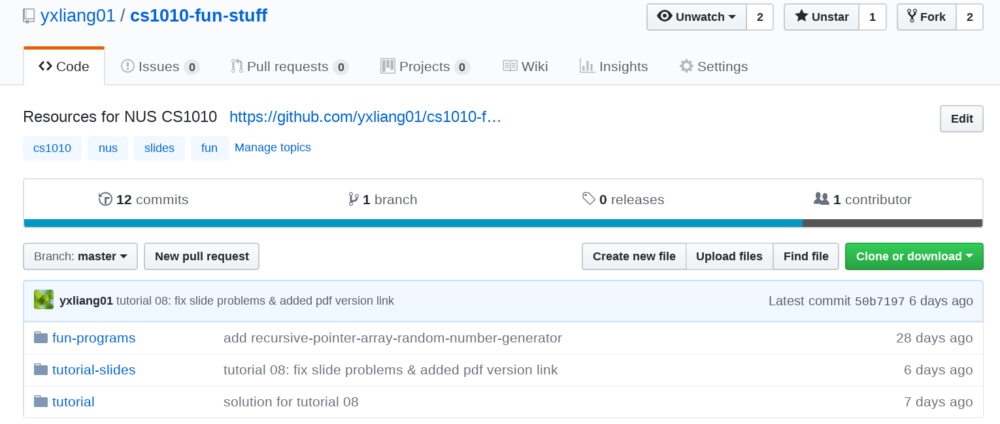 yxliang01 / cs1010-fun-stuff Unwatch 2 Unstar 1 Fork 2
Code Issues 0 Pull requests 0 Projects 0 Wiki Insights Settings
Resources for NUS CS1010 https://github.com/yxliang01/cs1010-f… Edit
cs1010 nus slides fun Manage topics
12 commits 1 branch 0 releases 1 contributor
Branch: master New pull request Create new file Upload files Find file Clone or download
yxliang01 tutorial 08: fix slide problems & added pdf version link Latest commit 50b7197 6 days ago
fun-programs add recursive-pointer-array-random-number-generator 28 days ago
tutorial-slides tutorial 08: fix slide problems & added pdf version link 6 days ago
tutorial solution for tutorial 08 7 days ago